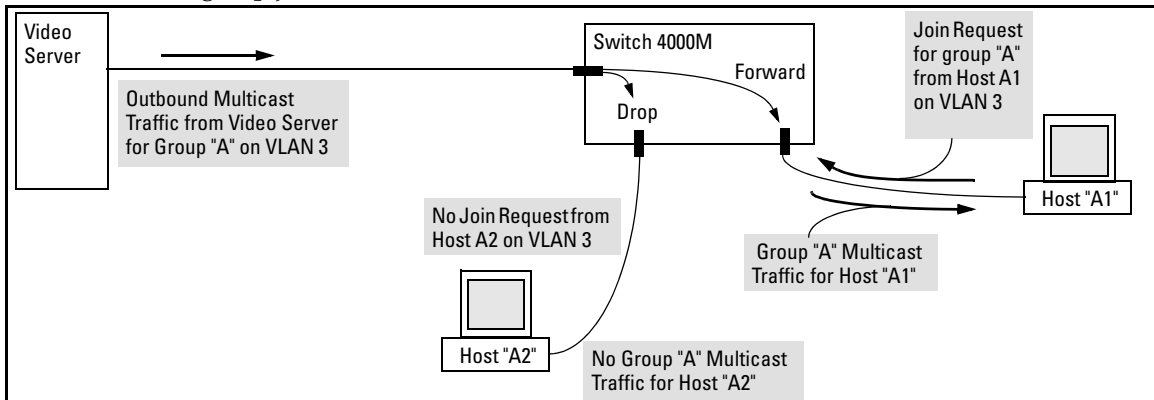 Video
Server
Outbound Multicast
Traffic from Video Server
for Group "A" on VLAN 3
Switch 4000M
Forward
Drop
Join Request
for group "A"
from Host A1
on VLAN 3
Host "A1"
No Join Request from
Host A2 on VLAN 3
Group "A" Multicast
Traffic for Host "A1"
Host "A2"
No Group "A" Multicast
Traffic for Host "A2"